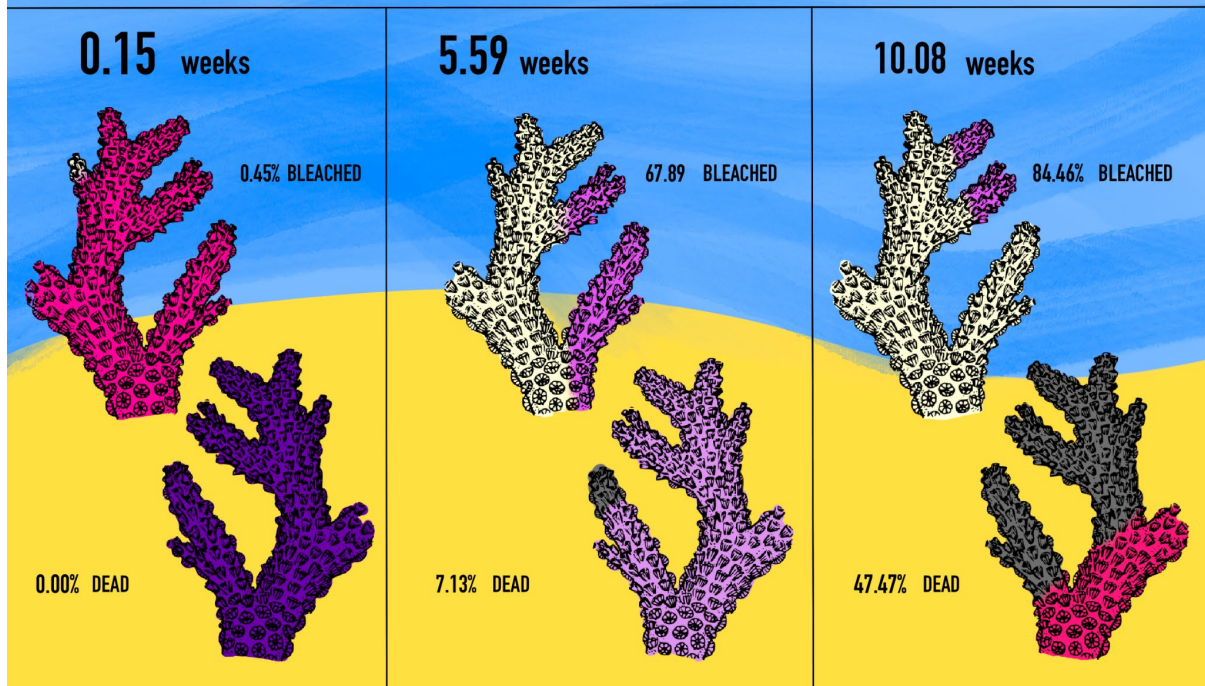 0.15 weeks
0.45% BLEACHED
0.00% DEAD
5.59 weeks
67.89 BLEACHED
7.13% DEAD
10.08 weeks
84.46% BLEACHED
47.47% DEAD